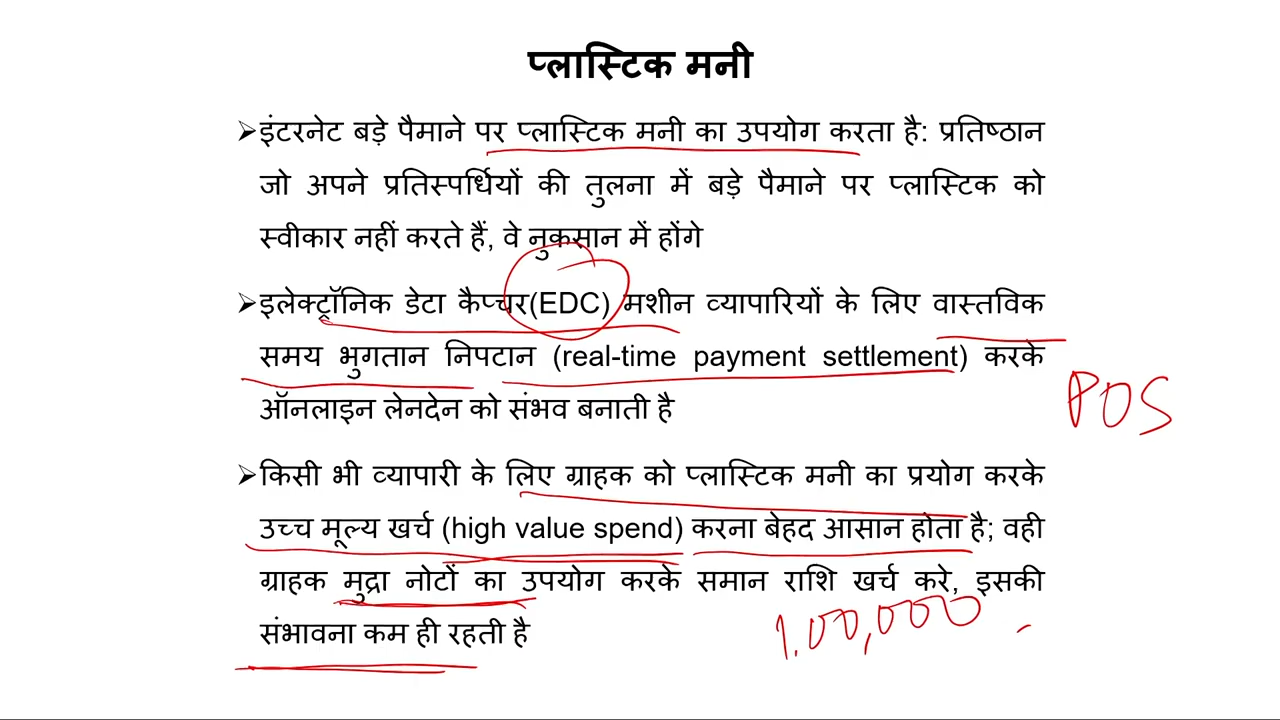 प्लास्टिक मनी
➢इंटरनेट बड़े पैमाने पर प्लास्टिक मनी का उपयोग करता है: प्रतिष्ठान
जो अपने प्रतिस्पर्धियों की तुलना में बड़े पैमाने पर प्लास्टिक को
स्वीकार नहीं करते हैं, वे नुकसान में होंगे
➢इलेक्ट्रॉनिक डेटा कैप्चर(EDC) मशीन व्यापारियों के लिए वास्तविक
समय भुगतान निपटान (real-time payment settlement) करके
ऑनलाइन लेनदेन को संभव बनाती है
POS
➢किसी भी व्यापारी के लिए ग्राहक को प्लास्टिक मनी का प्रयोग करके
उच्च मूल्य खर्च (high value spend) करना बेहद आसान होता है; वही
ग्राहक मुद्रा नोटों का उपयोग करके समान राशि खर्च करे, इसकी
संभावना कम ही रहती है
1.00,000